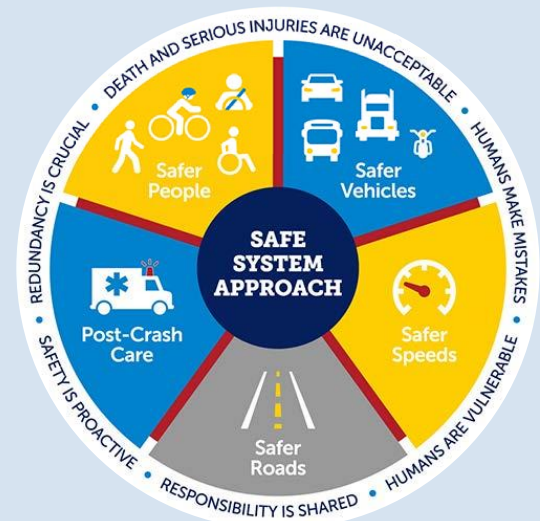 DEATH AND SERIOUS INJURIES ARE UNACCEPTABLE
HUMANS MAKE MISTAKES
HUMANS ARE VULNERABLE
RESPONSIBILITY IS SHARED
SAFETY IS PROACTIVE
REDUNDANCY IS CRUCIAL
Safer
People
Safer
Vehicles
SAFE
SYSTEM
APPROACH
Post-Crash
Care
Safer
Speeds
Safer
Roads